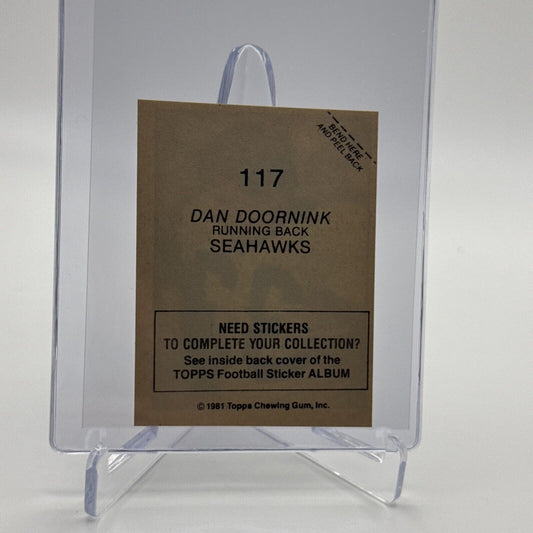 BEND HERE
AND PEEL BACK
117
DAN DOORNINK
RUNNING BACK
SEAHAWKS
NEED STICKERS
TO COMPLETE YOUR COLLECTION?
See inside back cover of the
TOPPS Football Sticker ALBUM
© 1981 Topps Chewing Gum, Inc.